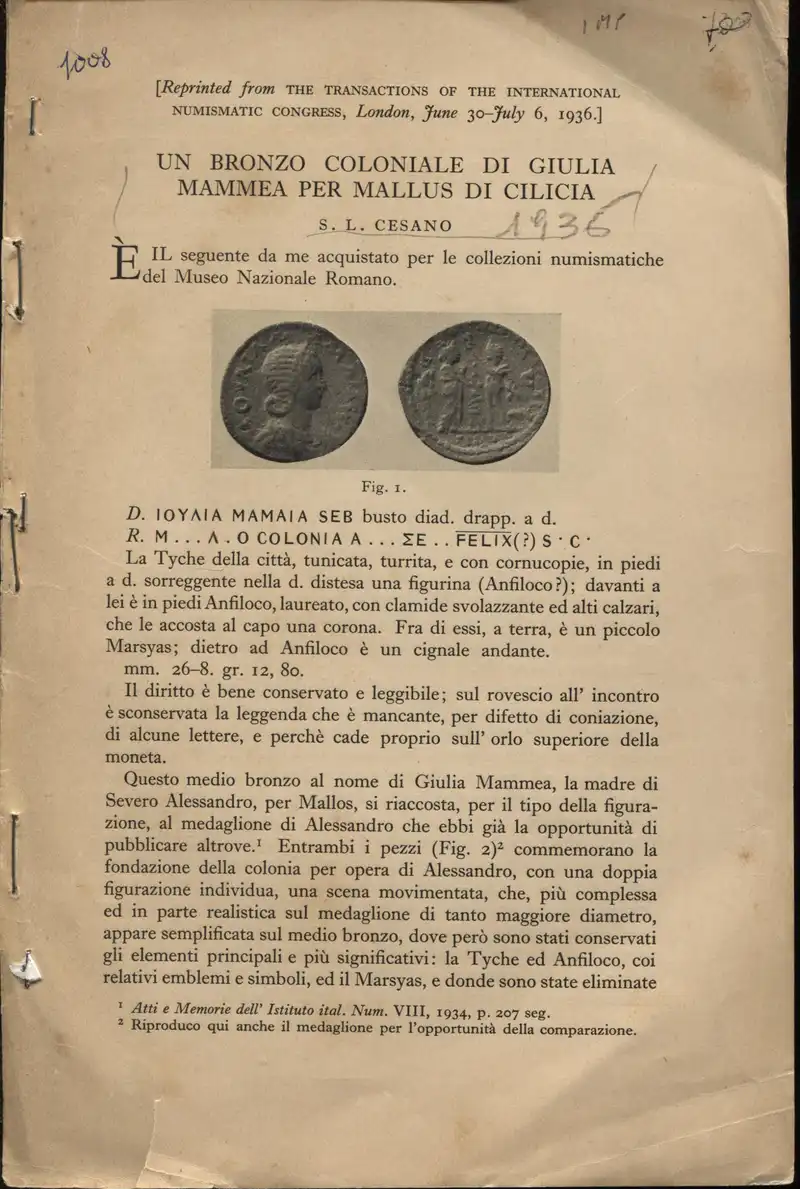 1008
700
[Reprinted from THE TRANSACTIONS OF THE INTERNATIONAL
NUMISMATIC CONGRESS, London, June 30–July 6, 1936.]
UN BRONZO COLONIALE DI GIULIA
MAMMEA PER MALLUS DI CILICIA
S. L. CESANO
1936
È IL seguente da me acquistato per le collezioni numismatiche
del Museo Nazionale Romano.
Fig. 1.
D. ΙΟΥΛΙΑ ΜΑΜΑΙΑ SEB busto diad. drapp. a d.
R. M . . . Λ . O COLONIA A . . . ΣE . . FELIX(?) S · C ·
La Tyche della città, tunicata, turrita, e con cornucopie, in piedi
a d. sorreggente nella d. distesa una figurina (Anfiloco?); davanti a
lei è in piedi Anfiloco, laureato, con clamide svolazzante ed alti calzari,
che le accosta al capo una corona. Fra di essi, a terra, è un piccolo
Marsyas; dietro ad Anfiloco è un cignale andante.
mm. 26–8. gr. 12, 80.
Il diritto è bene conservato e leggibile; sul rovescio all' incontro
è sconservata la leggenda che è mancante, per difetto di coniazione,
di alcune lettere, e perchè cade proprio sull' orlo superiore della
moneta.
Questo medio bronzo al nome di Giulia Mammea, la madre di
Severo Alessandro, per Mallos, si riaccosta, per il tipo della figura-
zione, al medaglione di Alessandro che ebbi già la opportunità di
pubblicare altrove.¹ Entrambi i pezzi (Fig. 2)² commemorano la
fondazione della colonia per opera di Alessandro, con una doppia
figurazione individua, una scena movimentata, che, più complessa
ed in parte realistica sul medaglione di tanto maggiore diametro,
appare semplificata sul medio bronzo, dove però sono stati conservati
gli elementi principali e più significativi: la Tyche ed Anfiloco, coi
relativi emblemi e simboli, ed il Marsyas, e donde sono state eliminate
¹ Atti e Memorie dell' Istituto ital. Num. VIII, 1934, p. 207 seg.
² Riproduco qui anche il medaglione per l'opportunità della comparazione.